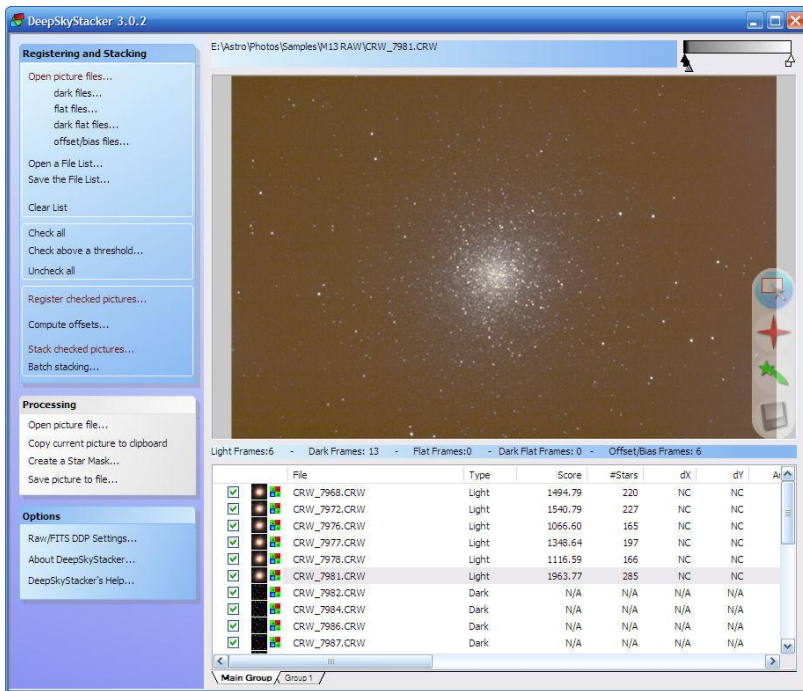 DeepSkyStacker 3.0.2
Registering and Stacking
Open picture files...
dark files...
flat files...
dark flat files...
offset/bias files...
Open a File List...
Save the File List...
Clear List
Check all
Check above a threshold...
Uncheck all
Register checked pictures...
Compute offsets...
Stack checked pictures...
Batch stacking...
Processing
Open picture file...
Copy current picture to clipboard
Create a Star Mask...
Save picture to file...
Options
Raw/FITS DDP Settings...
About DeepSkyStacker...
DeepSkyStacker's Help...
E:\Astro\Photos\Samples\M13 RAW\CRW_7981.CRW
Light Frames:6 - Dark Frames: 13 - Flat Frames:0 - Dark Flat Frames: 0 - Offset/Bias Frames: 6
File Type Score #Stars dX dY
CRW_7968.CRW Light 1494.79 220 NC NC
CRW_7972.CRW Light 1540.79 227 NC NC
CRW_7976.CRW Light 1066.60 165 NC NC
CRW_7977.CRW Light 1348.64 197 NC NC
CRW_7978.CRW Light 1116.59 166 NC NC
CRW_7981.CRW Light 1963.77 285 NC NC
CRW_7982.CRW Dark N/A N/A N/A N/A
CRW_7984.CRW Dark N/A N/A N/A N/A
CRW_7986.CRW Dark N/A N/A N/A N/A
CRW_7987.CRW Dark N/A N/A N/A N/A
Main Group Group 1